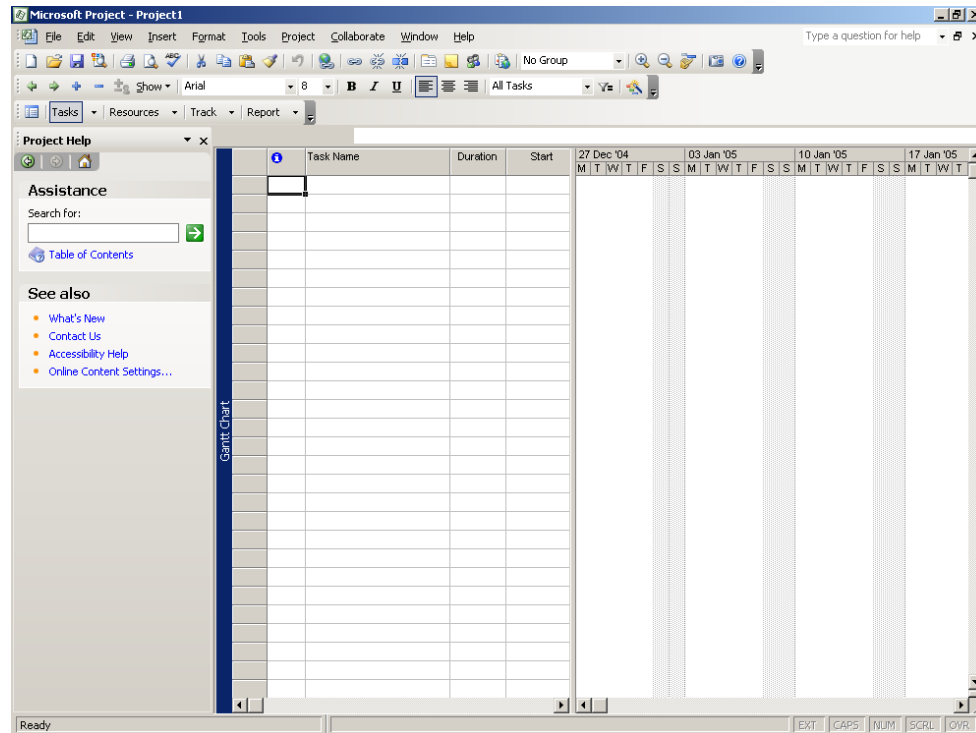 Microsoft Project - Project1
File Edit View Insert Format Tools Project Collaborate Window Help Type a question for help
ABC No Group
Show Arial 8 B I U All Tasks Y=
Tasks Resources Track Report
Project Help
Assistance
Search for:
Table of Contents
See also
What's New
Contact Us
Accessibility Help
Online Content Settings...
Gantt Chart
Task Name Duration Start 27 Dec '04 03 Jan '05 10 Jan '05 17 Jan '05
M T W T F S S M T W T F S S M T W T F S S M T W T
Ready EXT CAPS NUM SCRL OVR